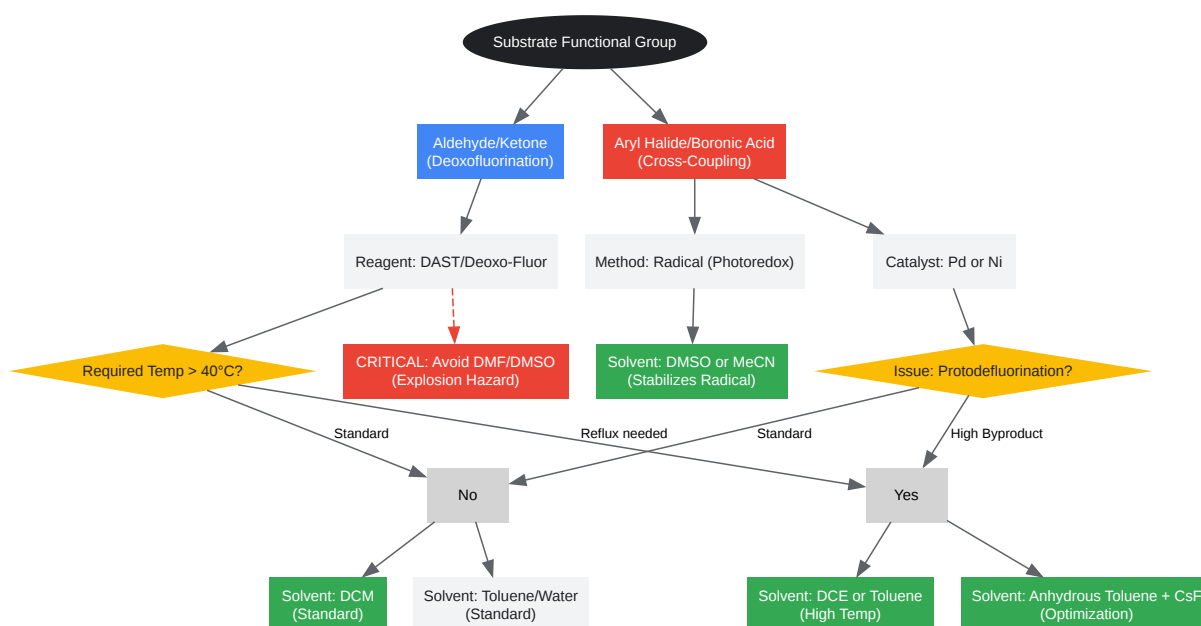 Substrate Functional Group
Aldehyde/Ketone
(Deoxofluorination)
Aryl Halide/Boronic Acid
(Cross-Coupling)
Reagent: DAST/Deoxo-Fluor
Method: Radical (Photoredox)
Catalyst: Pd or Ni
Required Temp > 40°C?
CRITICAL: Avoid DMF/DMSO
(Explosion Hazard)
Solvent: DMSO or MeCN
(Stabilizes Radical)
Issue: Protodefluorination?
Standard
Reflux needed
Standard
High Byproduct
No
Yes
Solvent: DCM
(Standard)
Solvent: Toluene/Water
(Standard)
Solvent: DCE or Toluene
(High Temp)
Solvent: Anhydrous Toluene + CsF
(Optimization)